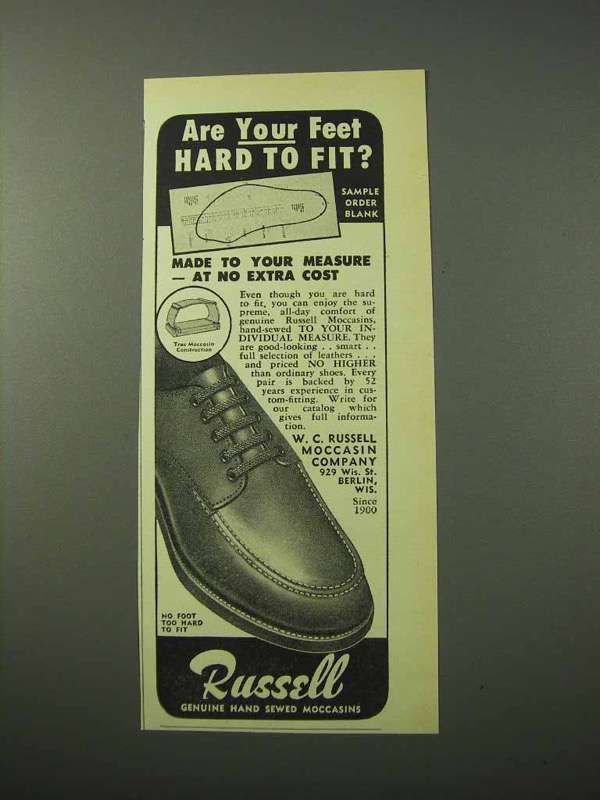 Are Your Feet
HARD TO FIT?
SAMPLE
ORDER
BLANK
MADE TO YOUR MEASURE
— AT NO EXTRA COST
True Moccasin
Construction
Even though you are hard
to fit, you can enjoy the su-
preme, all-day comfort of
genuine Russell Moccasins,
hand-sewed TO YOUR IN-
DIVIDUAL MEASURE. They
are good-looking . . smart . .
full selection of leathers . . .
and priced NO HIGHER
than ordinary shoes. Every
pair is backed by 52
years experience in cus-
tom-fitting. Write for
our catalog which
gives full informa-
tion.
W. C. RUSSELL
MOCCASIN
COMPANY
929 Wis. St.
BERLIN,
WIS.
Since
1900
NO FOOT
TOO HARD
TO FIT
Russell
GENUINE HAND SEWED MOCCASINS